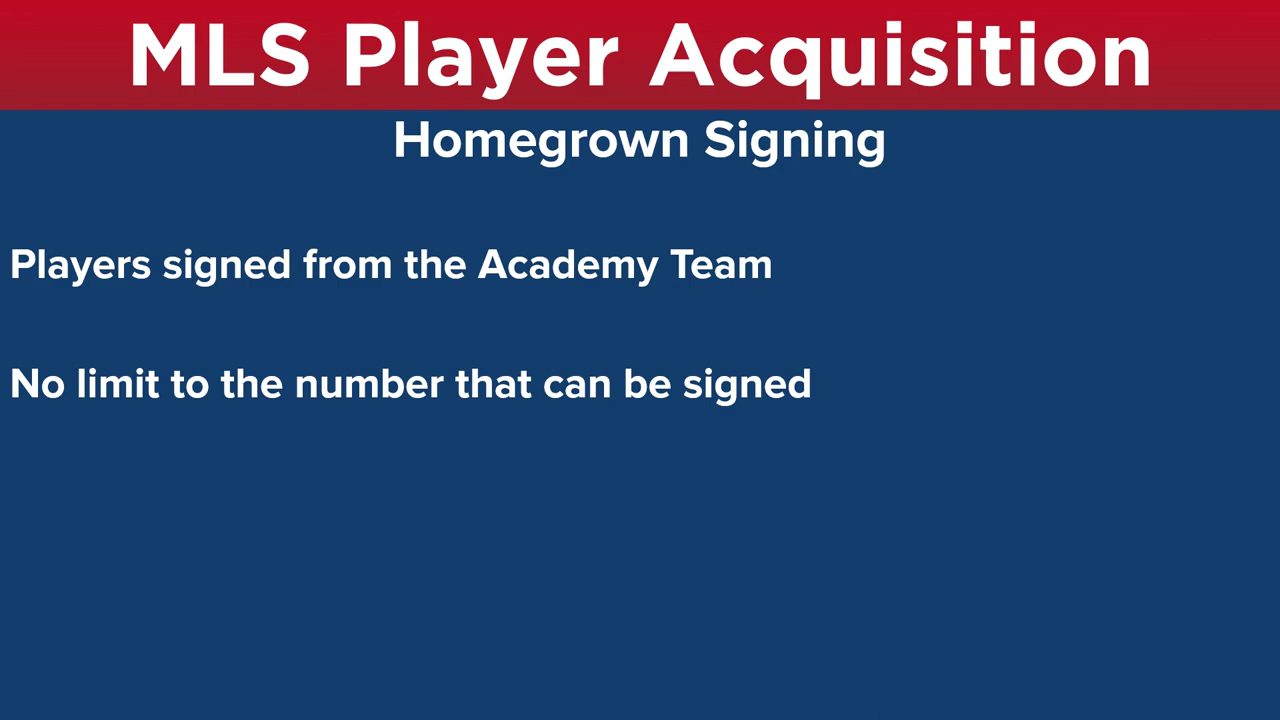 MLS Player Acquisition
Homegrown Signing
Players signed from the Academy Team
No limit to the number that can be signed